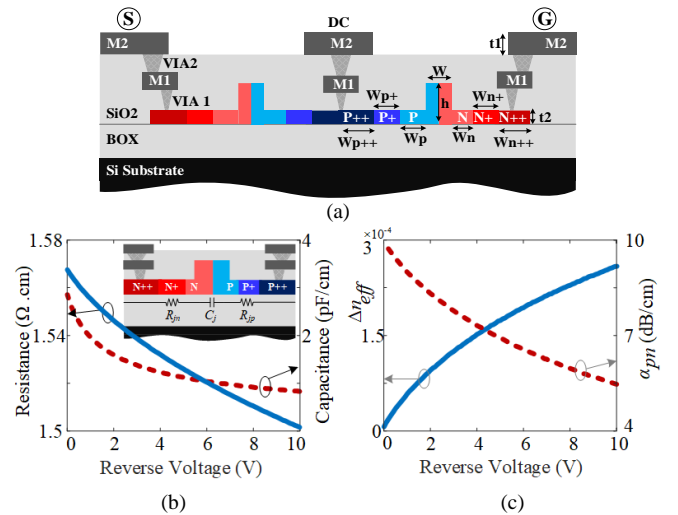 S DC G
M2 M2 M2 t1
VIA2 W
M1 M1 M1
Wp+ h Wn+
SiO2 VIA 1 P++ P+ P N N+ N++ t2
BOX Wp++ Wp Wn Wn++
Si Substrate
(a)
1.58 4 3 ×10⁻⁴ 10
N++ N+ N P P+ P++
Rjn Cj Rjp
Resistance (Ω .cm) 1.54 2 Capacitance (pF/cm)
Δneff 1.5 7 αpn (dB/cm)
1.5 0 4
0 2 4 6 8 10 0 2 4 6 8 10
Reverse Voltage (V) Reverse Voltage (V)
(b) (c)